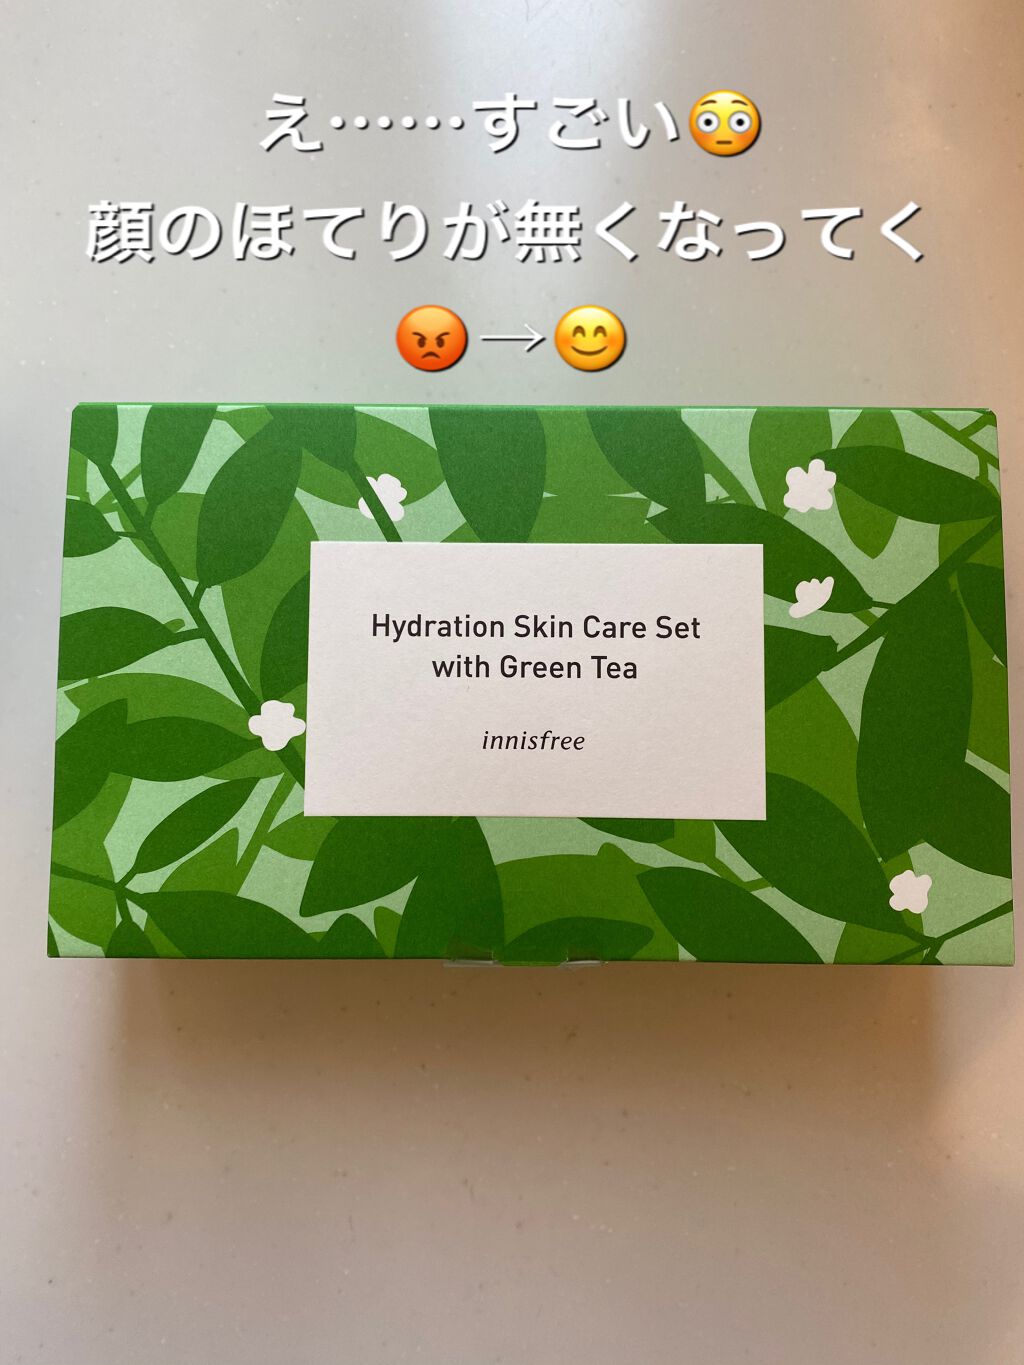 え⋯⋯すごい😳
顔のほてりが無くなってく
😡→😊
Hydration Skin Care Set
with Green Tea
innisfree